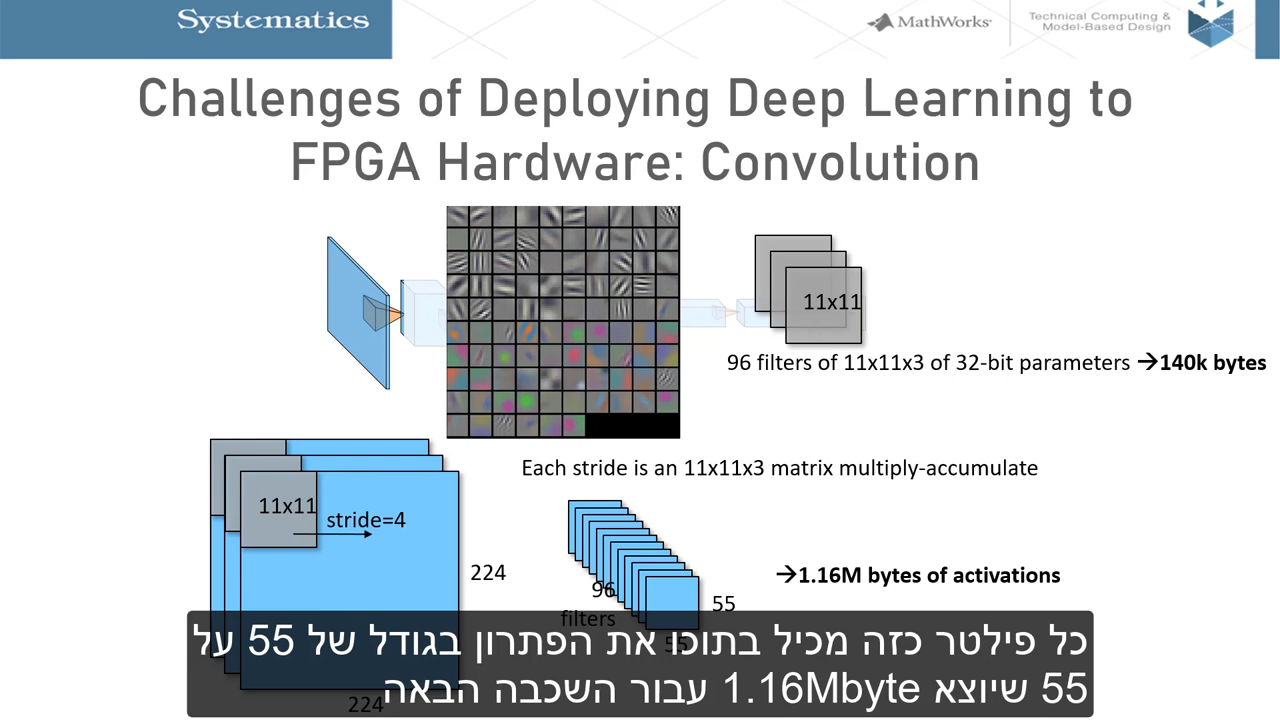 Systematics
MathWorks
Technical Computing &
Model-Based Design
Challenges of Deploying Deep Learning to
FPGA Hardware: Convolution
11x11
96 filters of 11x11x3 of 32-bit parameters →140k bytes
Each stride is an 11x11x3 matrix multiply-accumulate
11x11
stride=4
224
→1.16M bytes of activations
96
filters
55
55
224
כל פילטר כזה מכיל בתוכו את הפתרון בגודל של 55 על
55 שיוצא 1.16Mbyte עבור השכבה הבאה